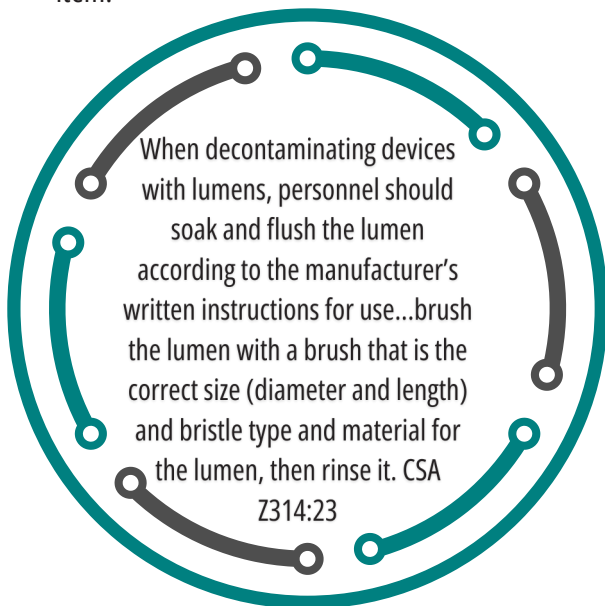 item.
When decontaminating devices
with lumens, personnel should
soak and flush the lumen
according to the manufacturer's
written instructions for use...brush
the lumen with a brush that is the
correct size (diameter and length)
and bristle type and material for
the lumen, then rinse it. CSA
Z314:23